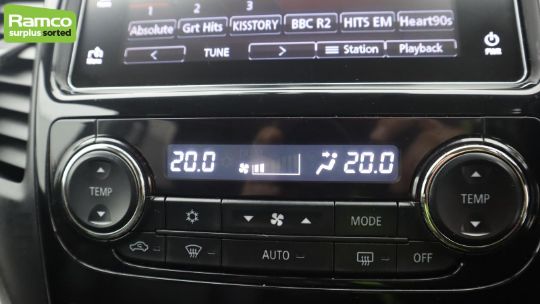 Ramco
surplus sorted
1 2 3
Absolute Grt Hits KISSTORY BBC R2 HITS EM Heart90s
< TUNE > Station Playback
PWR
20.0 20.0
TEMP TEMP
MODE
AUTO OFF